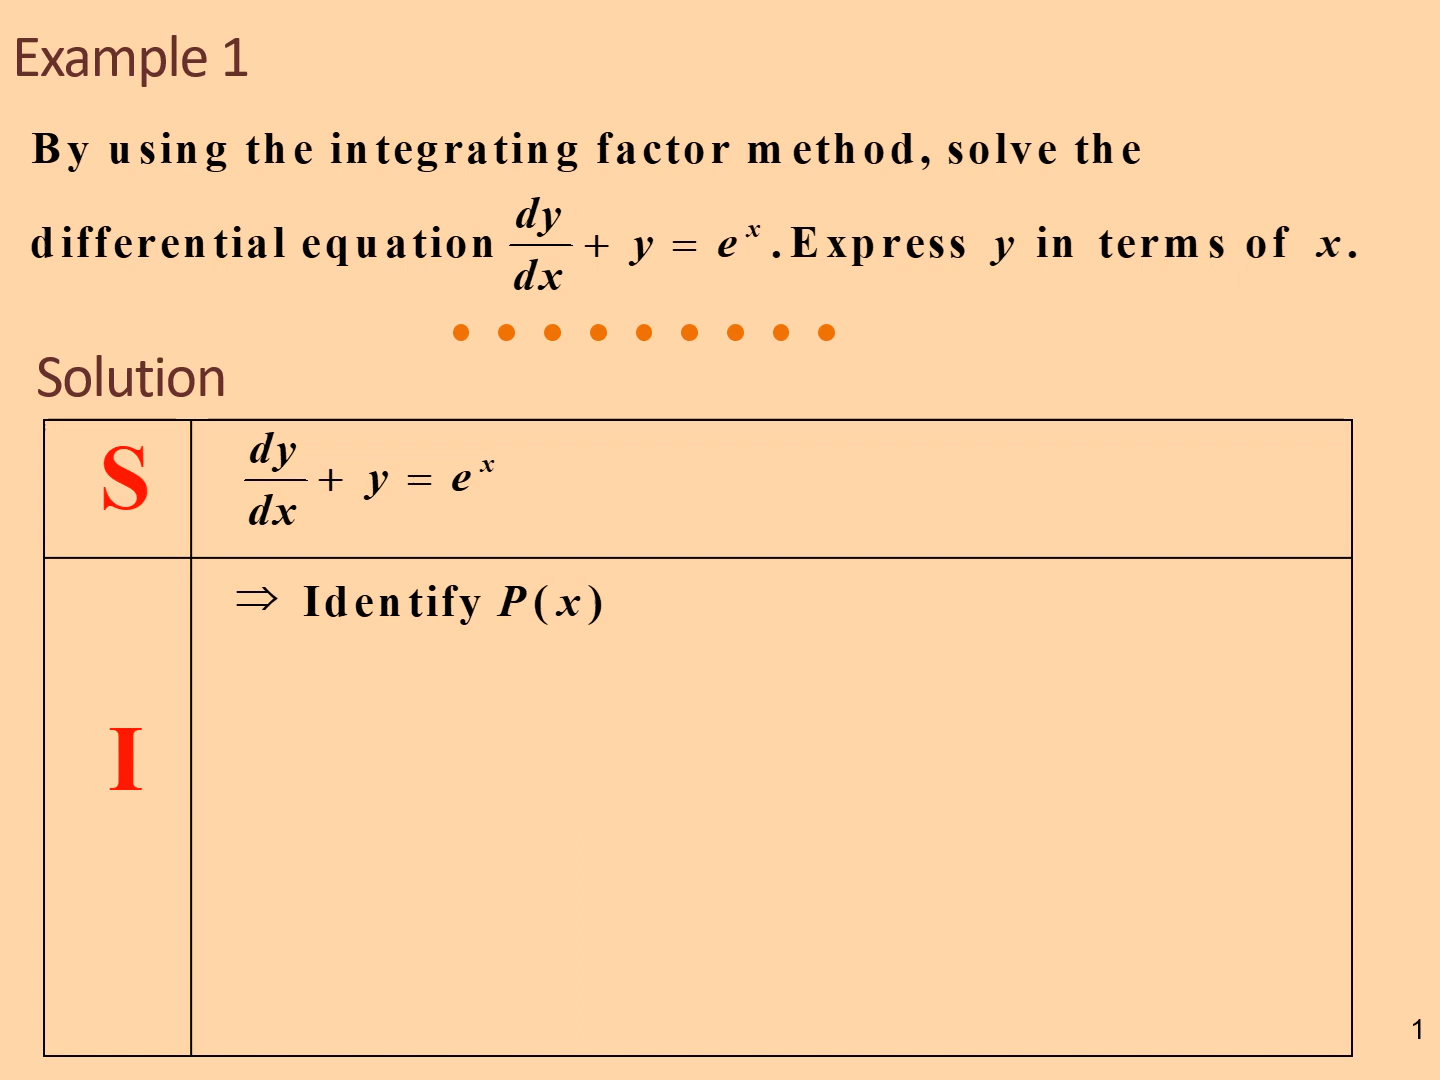 Example 1
By using the integrating factor method, solve the
differential equation dy/dx + y = e^x. Express y in terms of x.
Solution
S dy/dx + y = e^x
⇒ Identify P(x)
I
1